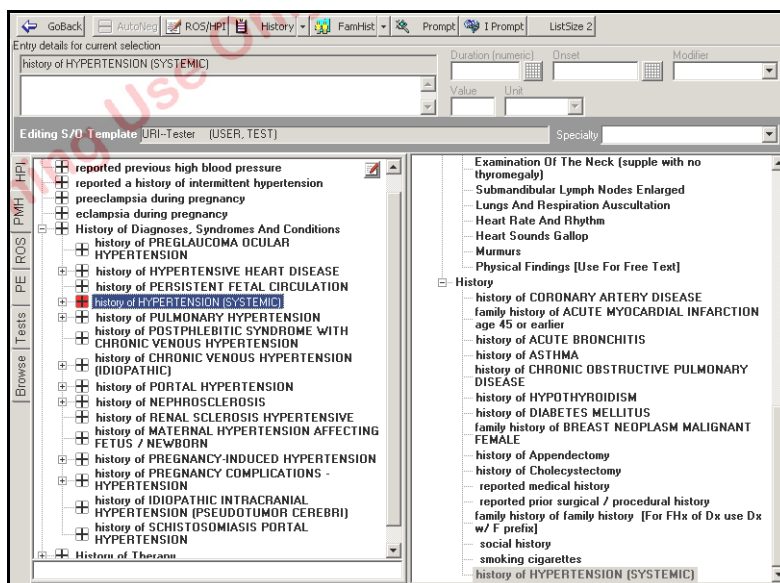 GoBack AutoNeg ROS/HPI History FamHist Prompt I Prompt ListSize 2
Entry details for current selection
history of HYPERTENSION (SYSTEMIC)
Duration (numeric) Onset Modifier
Value Unit
Editing S/O Template URI--Tester (USER, TEST) Specialty
HPI
PMH
ROS
PE
Tests
Browse
reported previous high blood pressure
reported a history of intermittent hypertension
preeclampsia during pregnancy
eclampsia during pregnancy
History of Diagnoses, Syndromes And Conditions
history of PREGLAUCOMA OCULAR
HYPERTENSION
history of HYPERTENSIVE HEART DISEASE
history of PERSISTENT FETAL CIRCULATION
history of HYPERTENSION (SYSTEMIC)
history of PULMONARY HYPERTENSION
history of POSTPHLEBITIC SYNDROME WITH
CHRONIC VENOUS HYPERTENSION
history of CHRONIC VENOUS HYPERTENSION
(IDIOPATHIC)
history of PORTAL HYPERTENSION
history of NEPHROSCLEROSIS
history of RENAL SCLEROSIS HYPERTENSIVE
history of MATERNAL HYPERTENSION AFFECTING
FETUS / NEWBORN
history of PREGNANCY-INDUCED HYPERTENSION
history of PREGNANCY COMPLICATIONS -
HYPERTENSION
history of IDIOPATHIC INTRACRANIAL
HYPERTENSION (PSEUDOTUMOR CEREBRI)
history of SCHISTOSOMIASIS PORTAL
HYPERTENSION
History of Therapy
Examination Of The Neck (supple with no
thyromegaly)
Submandibular Lymph Nodes Enlarged
Lungs And Respiration Auscultation
Heart Rate And Rhythm
Heart Sounds Gallop
Murmurs
Physical Findings [Use For Free Text]
History
history of CORONARY ARTERY DISEASE
family history of ACUTE MYOCARDIAL INFARCTION
age 45 or earlier
history of ACUTE BRONCHITIS
history of ASTHMA
history of CHRONIC OBSTRUCTIVE PULMONARY
DISEASE
history of HYPOTHYROIDISM
history of DIABETES MELLITUS
family history of BREAST NEOPLASM MALIGNANT
FEMALE
history of Appendectomy
history of Cholecystectomy
reported medical history
reported prior surgical / procedural history
family history of family history [For FHx of Dx use Dx
w/ F prefix]
social history
smoking cigarettes
history of HYPERTENSION (SYSTEMIC)
ing Use On